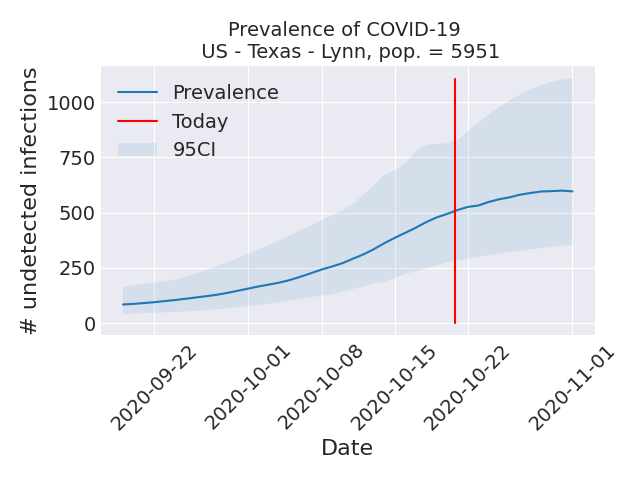 Prevalence of COVID-19
US - Texas - Lynn, pop. = 5951
Prevalence
Today
95CI
# undetected infections
1000
750
500
250
0
2020-09-22
2020-10-01
2020-10-08
2020-10-15
2020-10-22
2020-11-01
Date